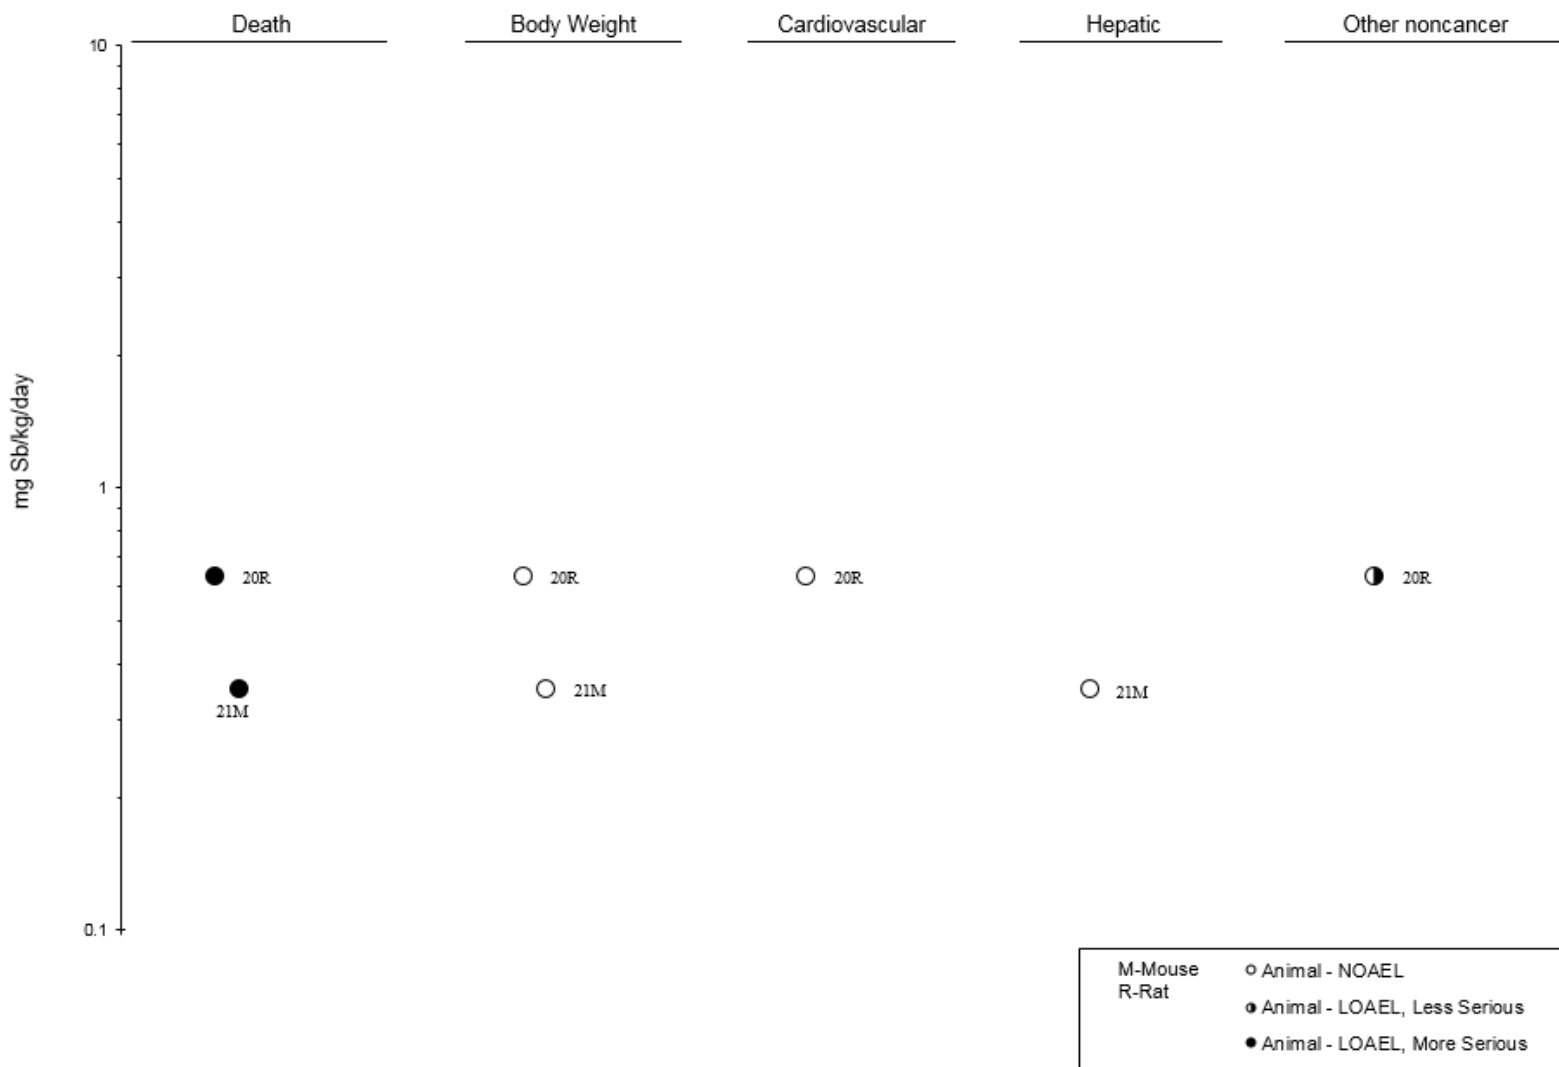 Death Body Weight Cardiovascular Hepatic Other noncancer
10
mg Sb/kg/day
1
20R 20R 20R 20R
21M 21M 21M
0.1
M-Mouse Animal - NOAEL
R-Rat
Animal - LOAEL, Less Serious
Animal - LOAEL, More Serious